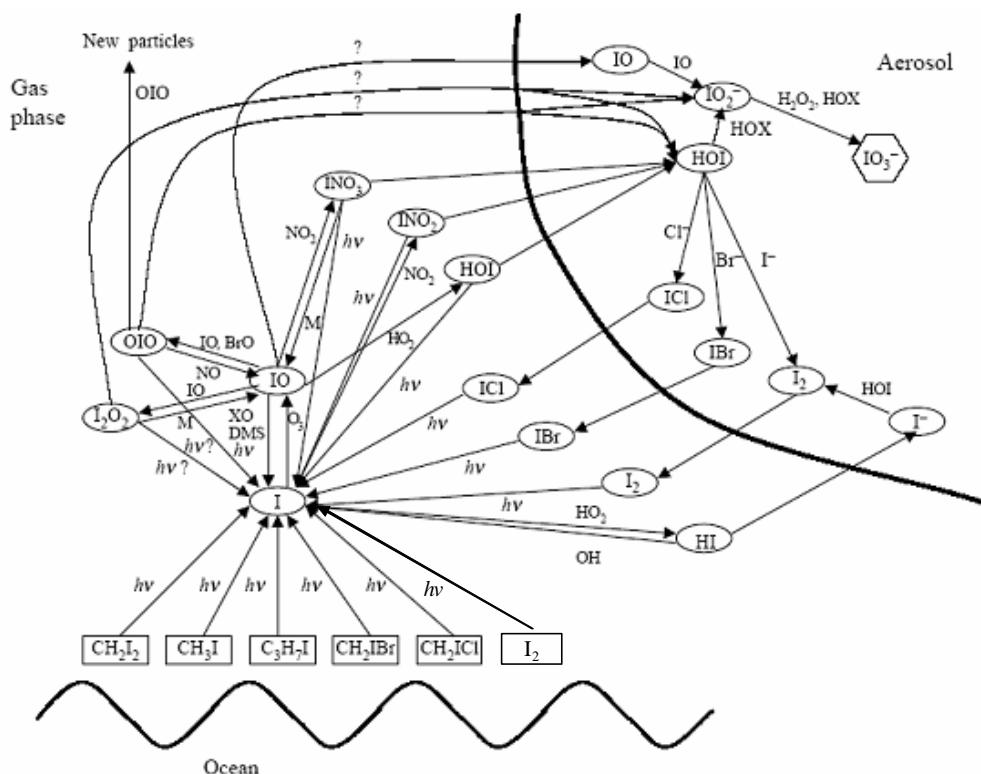 ?
New particles
Gas
phase
OIO
?
?
IO
IO
Aerosol
IO₂⁻
H₂O₂, HOX
HOX
IO₃⁻
HOI
INO₃
NO₂
hν
INO₂
NO₂
hν
HOI
Cl⁻
Br⁻
I⁻
ICl
M
HO₂
OIO
IO, BrO
NO
IO
IO
hν
IBr
I₂
HOI
I⁻
I₂O₂
M
XO
DMS
O₃
hν?
hν
hν ?
ICl
hν
IBr
hν
I₂
hν
I
HO₂
OH
HI
hν
hν
hν
hν
hν
hν
CH₂I₂
CH₃I
C₃H₇I
CH₂IBr
CH₂ICl
I₂
Ocean